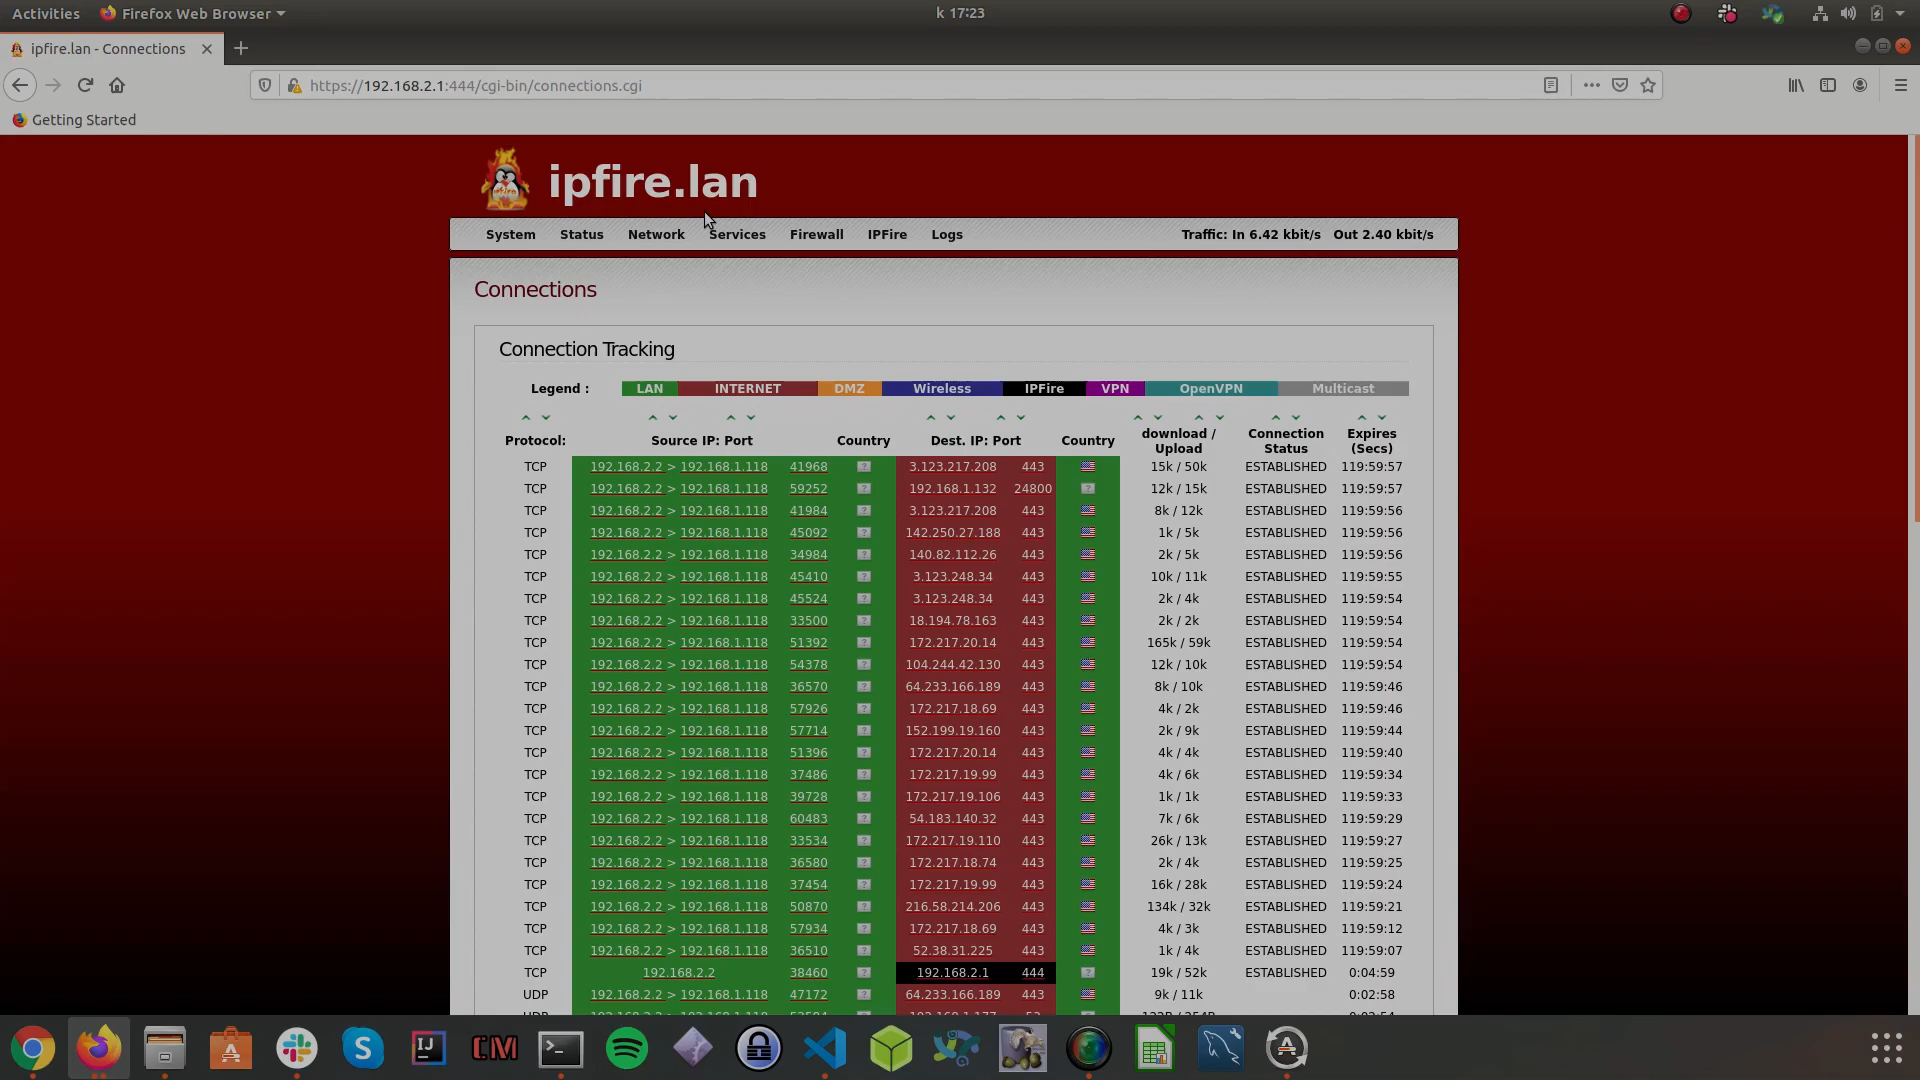 Activities Firefox Web Browser k 17:23
ipfire.lan - Connections
https://192.168.2.1:444/cgi-bin/connections.cgi
Getting Started
ipfire.lan
System Status Network Services Firewall IPFire Logs Traffic: In 6.42 kbit/s Out 2.40 kbit/s
Connections
Connection Tracking
Legend : LAN INTERNET DMZ Wireless IPFire VPN OpenVPN Multicast
Protocol: Source IP: Port Country Dest. IP: Port Country download / Upload Connection Status Expires (Secs)
TCP 192.168.2.2 > 192.168.1.118 41968 3.123.217.208 443 15k / 50k ESTABLISHED 119:59:57
TCP 192.168.2.2 > 192.168.1.118 59252 192.168.1.132 24800 12k / 15k ESTABLISHED 119:59:57
TCP 192.168.2.2 > 192.168.1.118 41984 3.123.217.208 443 8k / 12k ESTABLISHED 119:59:56
TCP 192.168.2.2 > 192.168.1.118 45092 142.250.27.188 443 1k / 5k ESTABLISHED 119:59:56
TCP 192.168.2.2 > 192.168.1.118 34984 140.82.112.26 443 2k / 5k ESTABLISHED 119:59:56
TCP 192.168.2.2 > 192.168.1.118 45410 3.123.248.34 443 10k / 11k ESTABLISHED 119:59:55
TCP 192.168.2.2 > 192.168.1.118 45524 3.123.248.34 443 2k / 4k ESTABLISHED 119:59:54
TCP 192.168.2.2 > 192.168.1.118 33500 18.194.78.163 443 2k / 2k ESTABLISHED 119:59:54
TCP 192.168.2.2 > 192.168.1.118 51392 172.217.20.14 443 165k / 59k ESTABLISHED 119:59:54
TCP 192.168.2.2 > 192.168.1.118 54378 104.244.42.130 443 12k / 10k ESTABLISHED 119:59:54
TCP 192.168.2.2 > 192.168.1.118 36570 64.233.166.189 443 8k / 10k ESTABLISHED 119:59:46
TCP 192.168.2.2 > 192.168.1.118 57926 172.217.18.69 443 4k / 2k ESTABLISHED 119:59:46
TCP 192.168.2.2 > 192.168.1.118 57714 152.199.19.160 443 2k / 9k ESTABLISHED 119:59:44
TCP 192.168.2.2 > 192.168.1.118 51396 172.217.20.14 443 4k / 4k ESTABLISHED 119:59:40
TCP 192.168.2.2 > 192.168.1.118 37486 172.217.19.99 443 4k / 6k ESTABLISHED 119:59:34
TCP 192.168.2.2 > 192.168.1.118 39728 172.217.19.106 443 1k / 1k ESTABLISHED 119:59:33
TCP 192.168.2.2 > 192.168.1.118 60483 54.183.140.32 443 7k / 6k ESTABLISHED 119:59:29
TCP 192.168.2.2 > 192.168.1.118 33534 172.217.19.110 443 26k / 13k ESTABLISHED 119:59:27
TCP 192.168.2.2 > 192.168.1.118 36580 172.217.18.74 443 2k / 4k ESTABLISHED 119:59:25
TCP 192.168.2.2 > 192.168.1.118 37454 172.217.19.99 443 16k / 28k ESTABLISHED 119:59:24
TCP 192.168.2.2 > 192.168.1.118 50870 216.58.214.206 443 134k / 32k ESTABLISHED 119:59:21
TCP 192.168.2.2 > 192.168.1.118 57934 172.217.18.69 443 4k / 3k ESTABLISHED 119:59:12
TCP 192.168.2.2 > 192.168.1.118 36510 52.38.31.225 443 1k / 4k ESTABLISHED 119:59:07
TCP 192.168.2.2 38460 192.168.2.1 444 19k / 52k ESTABLISHED 0:04:59
UDP 192.168.2.2 > 192.168.1.118 47172 64.233.166.189 443 9k / 11k 0:02:58